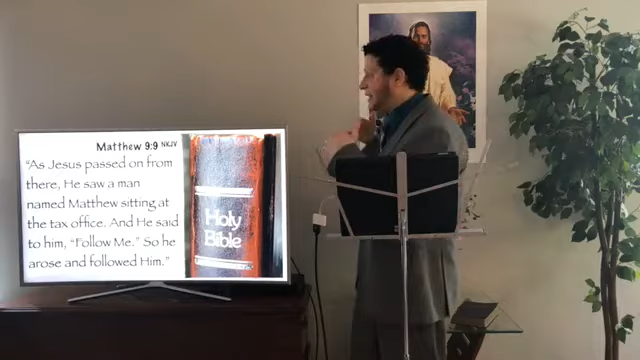 Matthew 9:9 NKJV
"As Jesus passed on from
there, He saw a man
named Matthew sitting at
the tax office. And He said
to him, "Follow Me." So he
arose and followed Him."
Holy
Bible